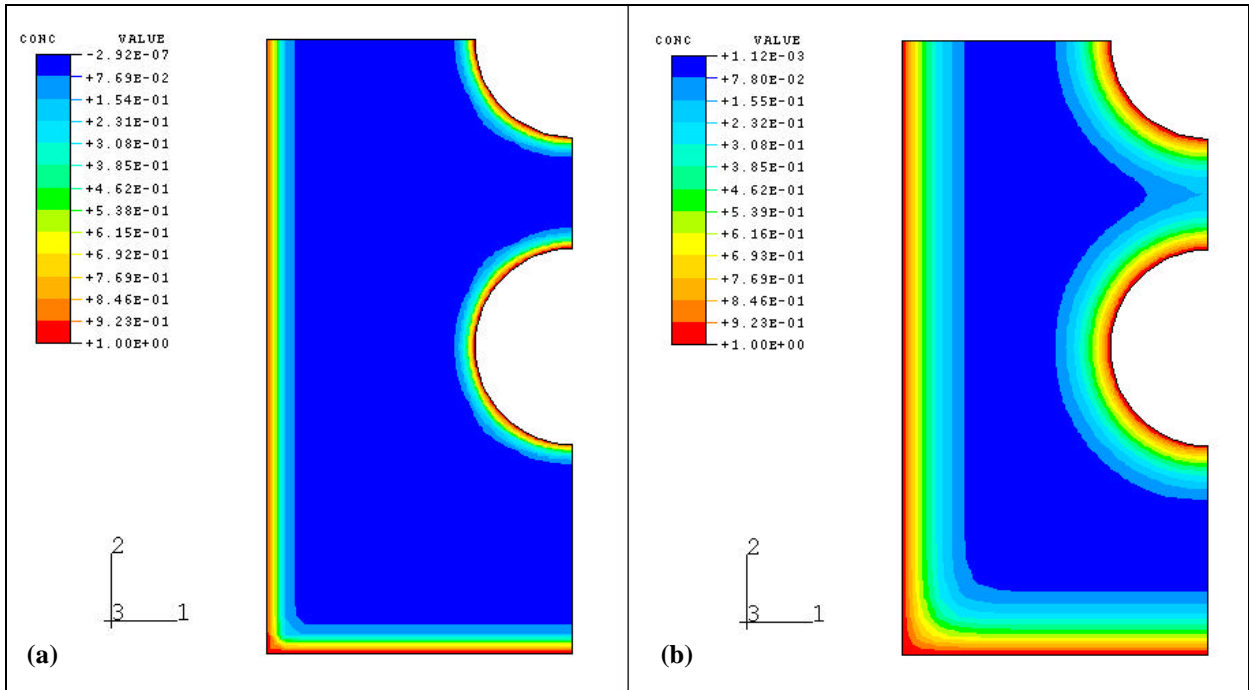 CONC VALUE
-2.92E-07
+7.69E-02
+1.54E-01
+2.31E-01
+3.08E-01
+3.85E-01
+4.62E-01
+5.38E-01
+6.15E-01
+6.92E-01
+7.69E-01
+8.46E-01
+9.23E-01
+1.00E+00
2
3 1
(a)
CONC VALUE
+1.12E-03
+7.80E-02
+1.55E-01
+2.32E-01
+3.08E-01
+3.85E-01
+4.62E-01
+5.39E-01
+6.16E-01
+6.93E-01
+7.69E-01
+8.46E-01
+9.23E-01
+1.00E+00
2
3 1
(b)